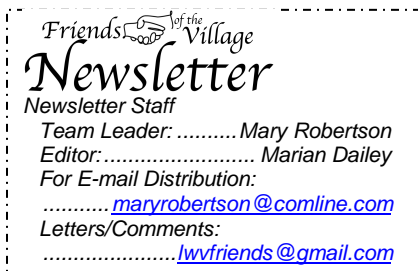 Friends of the Village
Newsletter
Newsletter Staff
Team Leader: ..........Mary Robertson
Editor:.......................... Marian Dailey
For E-mail Distribution:
...........maryrobertson@comline.com
Letters/Comments:
.......................lwvfriends@gmail.com